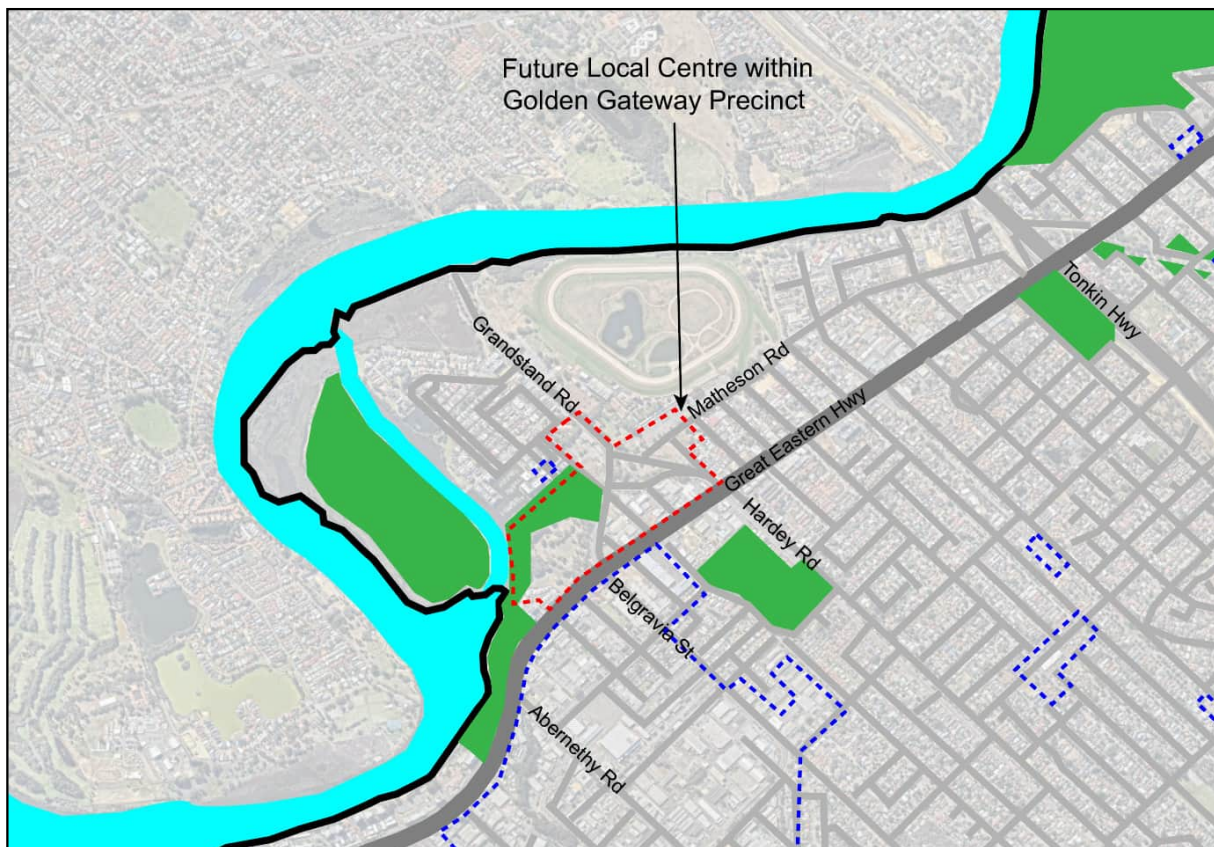 Future Local Centre within
Golden Gateway Precinct
Tonkin Hwy
Grandstand Rd
Matheson Rd
Great Eastern Hwy
Hardey Rd
Belgravia St
Abernethy Rd